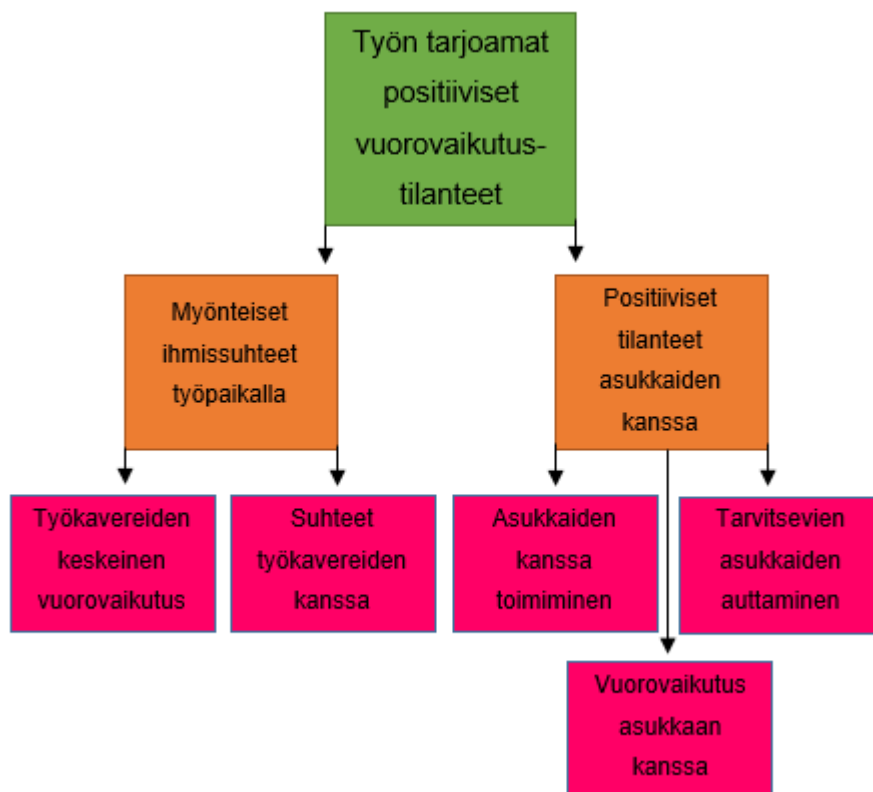 Työn tarjoamat
positiiviset
vuorovaikutus-
tilanteet
Myönteiset
ihmissuhteet
työpaikalla
Positiiviset
tilanteet
asukkaiden
kanssa
Työkavereiden
keskeinen
vuorovaikutus
Suhteet
työkavereiden
kanssa
Asukkaiden
kanssa
toimiminen
Tarvitsevien
asukkaiden
auttaminen
Vuorovaikutus
asukkaan
kanssa